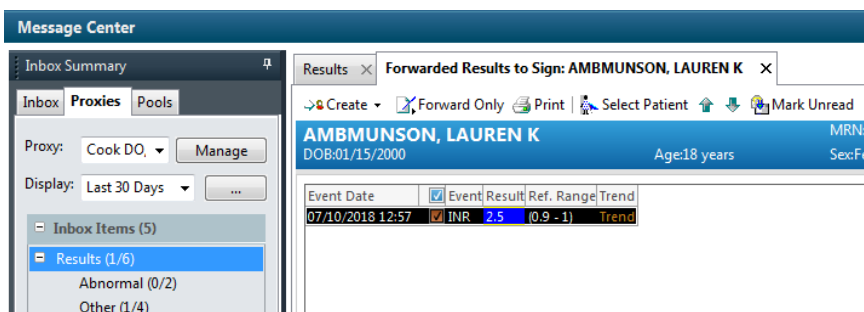 Message Center
Inbox Summary
Inbox Proxies Pools
Proxy: Cook DO, Manage
Display: Last 30 Days ...
Inbox Items (5)
Results (1/6)
Abnormal (0/2)
Other (1/4)
Results Forwarded Results to Sign: AMBMUNSON, LAUREN K
Create Forward Only Print Select Patient Mark Unread
AMBMUNSON, LAUREN K MRN:
DOB:01/15/2000 Age:18 years Sex:Fe
Event Date Event Result Ref. Range Trend
07/10/2018 12:57 INR 2.5 (0.9 - 1) Trend